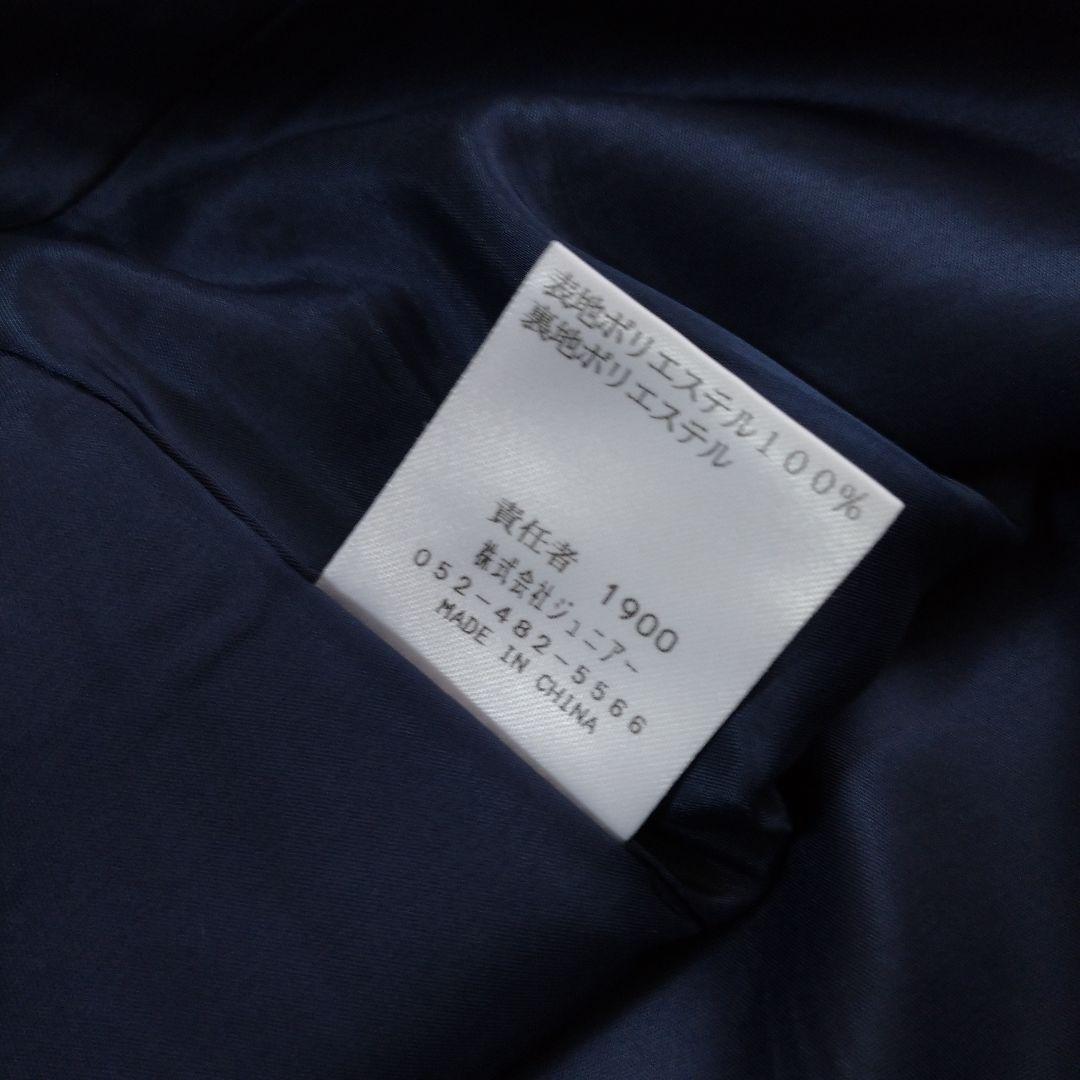 表地ポリエステル100%
裏地ポリエステル
責任者 1900
株式会社ジュニアー
052-482-5566
MADE IN CHINA